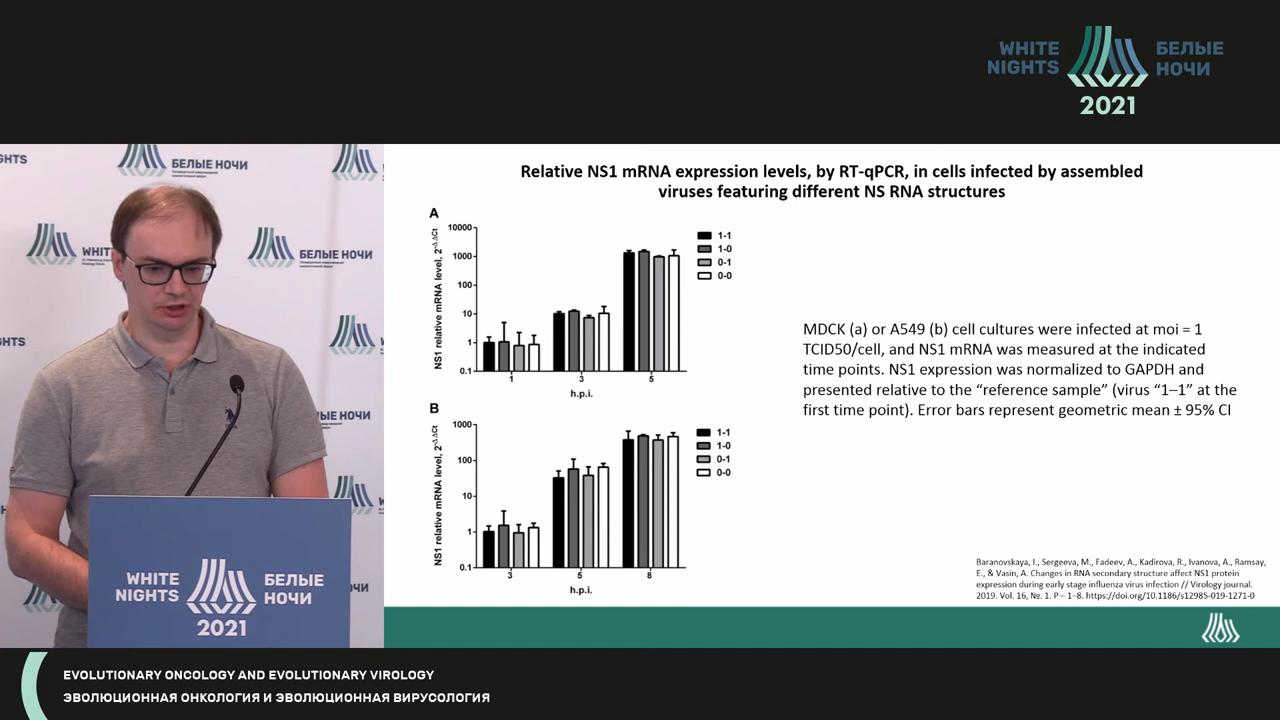 WHITE NIGHTS
БЕЛЫЕ НОЧИ
2021
GHTS
БЕЛЫЕ НОЧИ
WHIT
БЕЛЫЕ НОЧИ
GHTS
WHITE NIGHTS
БЕЛЫЕ НОЧИ
2021
Relative NS1 mRNA expression levels, by RT-qPCR, in cells infected by assembled
viruses featuring different NS RNA structures
A
NS1 relative mRNA level, 2^-ΔΔCt
10000
1000
100
10
1
0.1
1 3 5
h.p.i.
1-1
1-0
0-1
0-0
B
NS1 relative mRNA level, 2^-ΔΔCt
1000
100
10
1
0.1
3 5 8
h.p.i.
1-1
1-0
0-1
0-0
MDCK (a) or A549 (b) cell cultures were infected at moi = 1
TCID50/cell, and NS1 mRNA was measured at the indicated
time points. NS1 expression was normalized to GAPDH and
presented relative to the “reference sample” (virus “1–1” at the
first time point). Error bars represent geometric mean ± 95% CI
Baranovskaya, I., Sergeeva, M., Fadeev, A., Kadirova, R., Ivanova, A., Ramsay,
E., & Vasin, A. Changes in RNA secondary structure affect NS1 protein
expression during early stage influenza virus infection // Virology journal.
2019. Vol. 16, №. 1. P – 1–8. https://doi.org/10.1186/s12985-019-1271-0
EVOLUTIONARY ONCOLOGY AND EVOLUTIONARY VIROLOGY
ЭВОЛЮЦИОННАЯ ОНКОЛОГИЯ И ЭВОЛЮЦИОННАЯ ВИРУСОЛОГИЯ